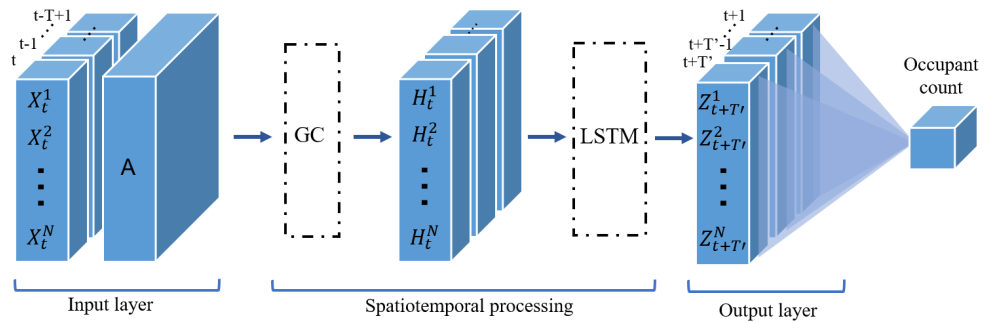 t-T+1
t-1
t
X_t^1
X_t^2
⋮
X_t^N
A
GC
H_t^1
H_t^2
⋮
H_t^N
LSTM
t+1
t+T'-1
t+T'
Z_{t+T'}^1
Z_{t+T'}^2
⋮
Z_{t+T'}^N
Occupant
count
Input layer
Spatiotemporal processing
Output layer